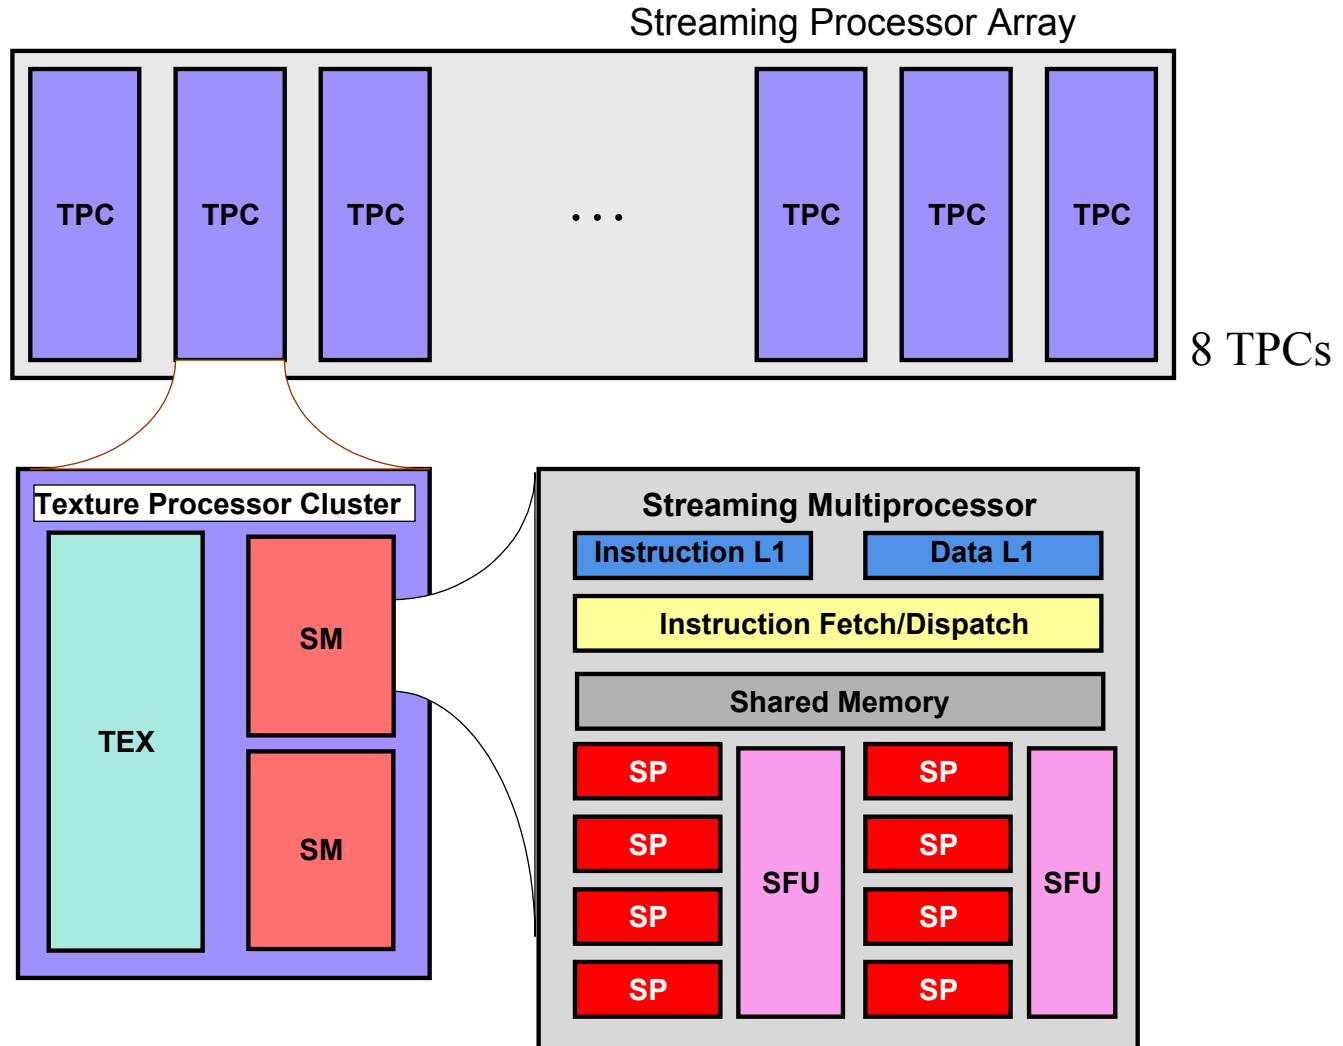 Streaming Processor Array
TPC TPC TPC ... TPC TPC TPC
8 TPCs
Texture Processor Cluster
TEX
SM
SM
Streaming Multiprocessor
Instruction L1 Data L1
Instruction Fetch/Dispatch
Shared Memory
SP SP
SP SP
SFU SFU
SP SP
SP SP